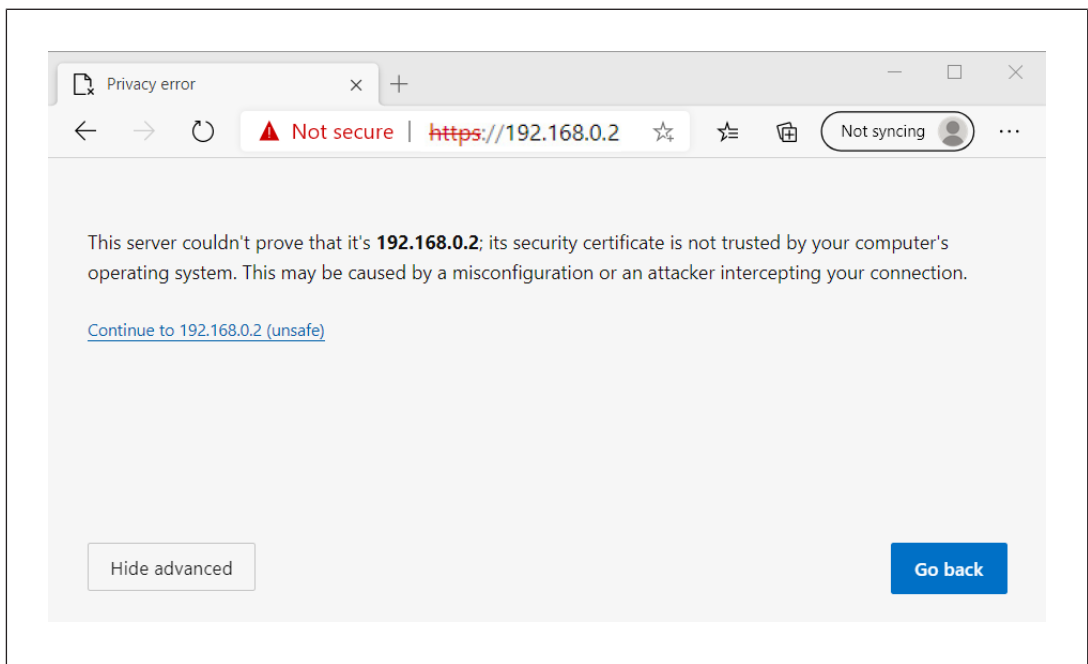 Privacy error
Not secure | https://192.168.0.2
Not syncing
This server couldn't prove that it's 192.168.0.2; its security certificate is not trusted by your computer's
operating system. This may be caused by a misconfiguration or an attacker intercepting your connection.
Continue to 192.168.0.2 (unsafe)
Hide advanced
Go back